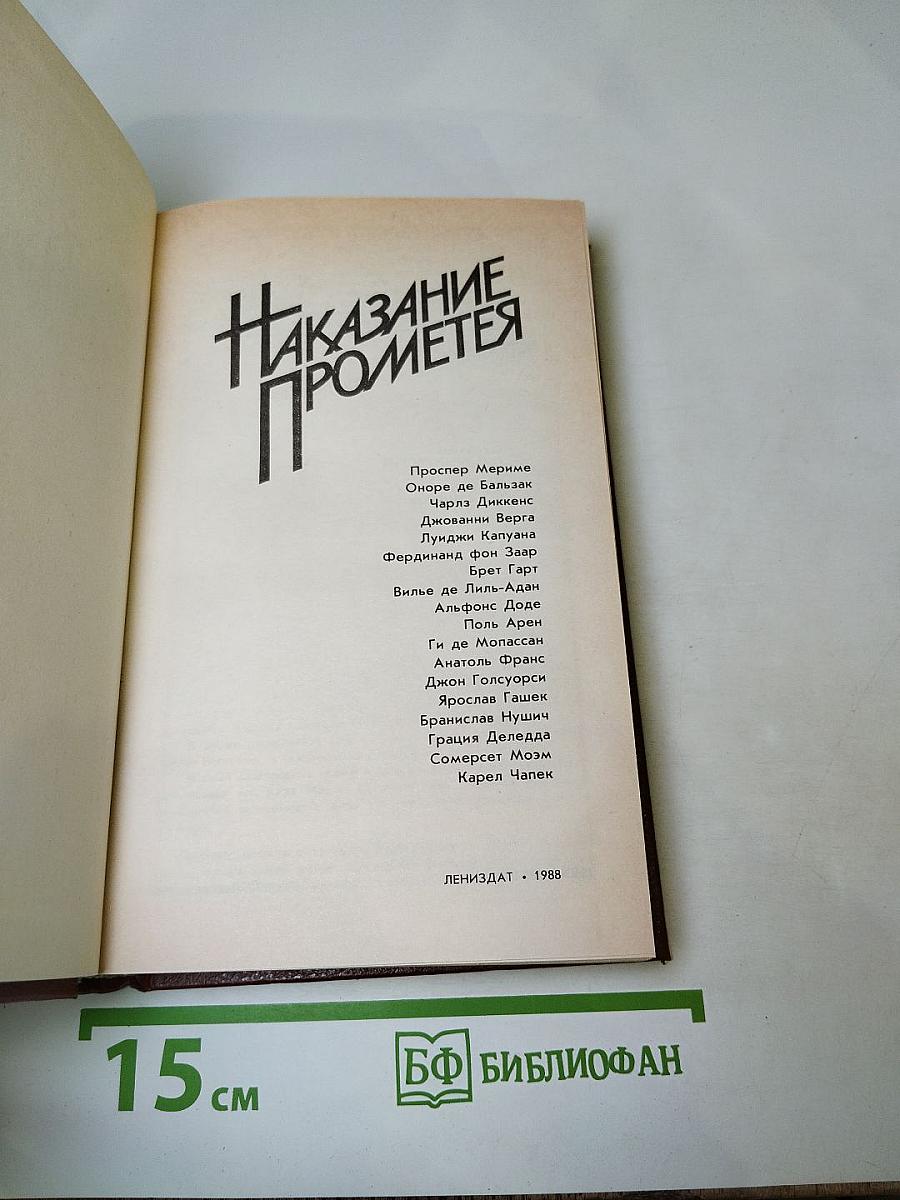 НАКАЗАНИЕ
ПРОМЕТЕЯ
Проспер Мериме
Оноре де Бальзак
Чарлз Диккенс
Джованни Верга
Луиджи Капуана
Фердинанд фон Заар
Брет Гарт
Вилье де Лиль-Адан
Альфонс Доде
Поль Арен
Ги де Мопассан
Анатоль Франс
Джон Голсуорси
Ярослав Гашек
Бранислав Нушич
Грация Деледда
Сомерсет Моэм
Карел Чапек
ЛЕНИЗДАТ • 1988
15 см
БФ БИБЛИОФАН